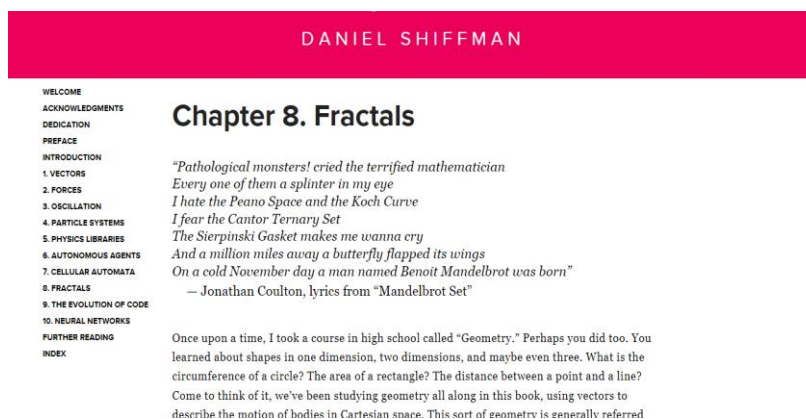 DANIEL SHIFFMAN
WELCOME
ACKNOWLEDGMENTS
DEDICATION
PREFACE
INTRODUCTION
1. VECTORS
2. FORCES
3. OSCILLATION
4. PARTICLE SYSTEMS
5. PHYSICS LIBRARIES
6. AUTONOMOUS AGENTS
7. CELLULAR AUTOMATA
8. FRACTALS
9. THE EVOLUTION OF CODE
10. NEURAL NETWORKS
FURTHER READING
INDEX
Chapter 8. Fractals
“Pathological monsters! cried the terrified mathematician
Every one of them a splinter in my eye
I hate the Peano Space and the Koch Curve
I fear the Cantor Ternary Set
The Sierpinski Gasket makes me wanna cry
And a million miles away a butterfly flapped its wings
On a cold November day a man named Benoit Mandelbrot was born”
— Jonathan Coulton, lyrics from “Mandelbrot Set”
Once upon a time, I took a course in high school called “Geometry.” Perhaps you did too. You
learned about shapes in one dimension, two dimensions, and maybe even three. What is the
circumference of a circle? The area of a rectangle? The distance between a point and a line?
Come to think of it, we’ve been studying geometry all along in this book, using vectors to
describe the motion of bodies in Cartesian space. This sort of geometry is generally referred